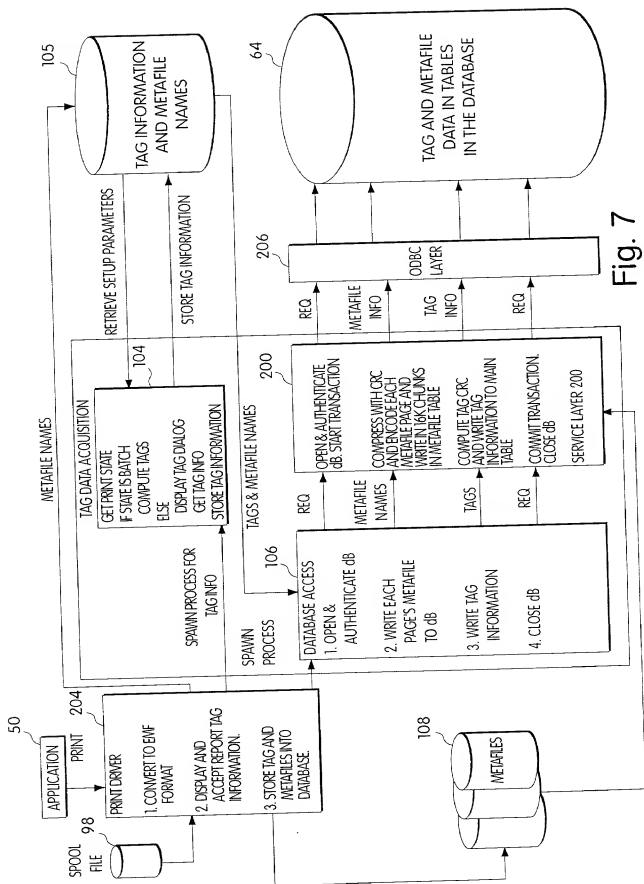 METAFILE NAMES
50
APPLICATION
PRINT
98
SPOOL
FILE
204
PRINT DRIVER
1. CONVERT TO EMF
FORMAT
2. DISPLAY AND
ACCEPT REPORT TAG
INFORMATION.
3. STORE TAG AND
METAFILES INTO
DATABASE.
SPAWN PROCESS FOR
TAG INFO
SPAWN
PROCESS
TAG DATA ACQUISITION
104
GET PRINT STATE
IF STATE IS BATCH
COMPUTE TAGS
ELSE
DISPLAY TAG DIALOG
GET TAG INFO
STORE TAG INFORMATION
RETRIEVE SETUP PARAMETERS
STORE TAG INFORMATION
105
TAG INFORMATION
AND METAFILE
NAMES
TAGS & METAFILE NAMES
106
DATABASE ACCESS
1. OPEN &
AUTHENTICATE dB
2. WRITE EACH
PAGE'S METAFILE
TO dB
3. WRITE TAG
INFORMATION
4. CLOSE dB
REQ
METAFILE
NAMES
TAGS
REQ
200
OPEN & AUTHENTICATE
dB. START TRANSACTION
COMPRESS WITH CRC
AND ENCODE EACH
METAFILE PAGE AND
WRITE IN 16K CHUNKS
IN METAFILE TABLE
COMPUTE TAG CRC
AND WRITE TAG
INFORMATION TO MAIN
TABLE
COMMIT TRANSACTION.
CLOSE dB
SERVICE LAYER 200
REQ
METAFILE
INFO
TAG
INFO
REQ
206
ODBC
LAYER
64
TAG AND METAFILE
DATA IN TABLES
IN THE DATABASE
108
METAFILES
Fig. 7